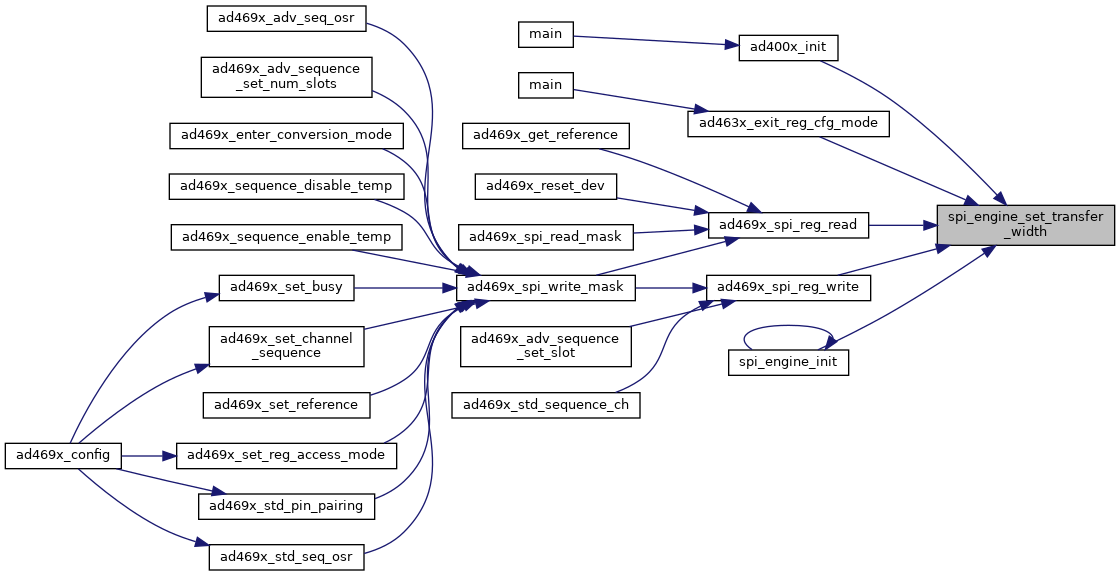 ad469x_adv_seq_osr
ad469x_adv_sequence
_set_num_slots
ad469x_enter_conversion_mode
ad469x_sequence_disable_temp
ad469x_sequence_enable_temp
ad469x_set_busy
ad469x_set_channel
_sequence
ad469x_set_reference
ad469x_config
ad469x_set_reg_access_mode
ad469x_std_pin_pairing
ad469x_std_seq_osr
main
main
ad469x_get_reference
ad469x_reset_dev
ad469x_spi_read_mask
ad469x_spi_write_mask
ad469x_adv_sequence
_set_slot
ad469x_std_sequence_ch
ad400x_init
ad463x_exit_reg_cfg_mode
ad469x_spi_reg_read
ad469x_spi_reg_write
spi_engine_init
spi_engine_set_transfer
_width